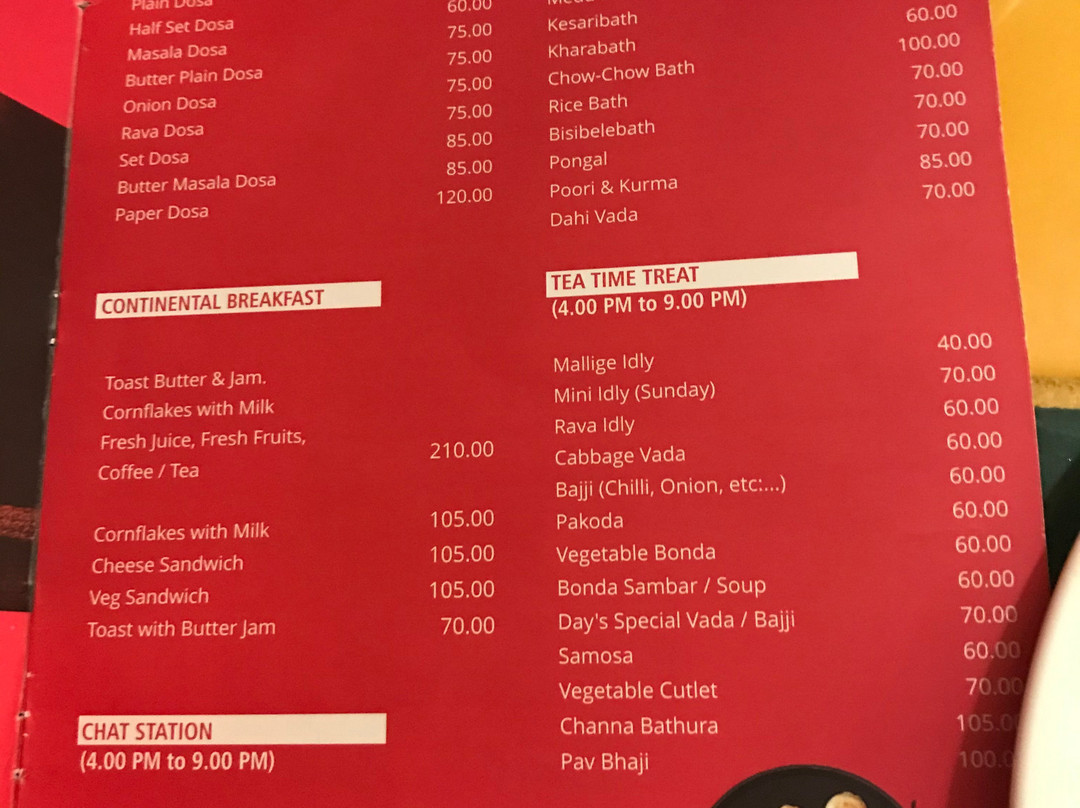 Plain Dosa
Half Set Dosa 60.00
Masala Dosa 75.00
Butter Plain Dosa 75.00
Onion Dosa 75.00
Rava Dosa 75.00
Set Dosa 85.00
Butter Masala Dosa 85.00
Paper Dosa 120.00
CONTINENTAL BREAKFAST
Toast Butter & Jam.
Cornflakes with Milk
Fresh Juice, Fresh Fruits, 210.00
Coffee / Tea
Cornflakes with Milk 105.00
Cheese Sandwich 105.00
Veg Sandwich 105.00
Toast with Butter Jam 70.00
CHAT STATION
(4.00 PM to 9.00 PM)
Kesaribath
Kharabath 60.00
Chow-Chow Bath 100.00
Rice Bath 70.00
Bisibelebath 70.00
Pongal 70.00
Poori & Kurma 85.00
Dahi Vada 70.00
TEA TIME TREAT
(4.00 PM to 9.00 PM)
Mallige Idly 40.00
Mini Idly (Sunday) 70.00
Rava Idly 60.00
Cabbage Vada 60.00
Bajji (Chilli, Onion, etc:...) 60.00
Pakoda 60.00
Vegetable Bonda 60.00
Bonda Sambar / Soup 60.00
Day's Special Vada / Bajji 70.00
Samosa 60.00
Vegetable Cutlet 70.00
Channa Bathura 105.0
Pav Bhaji 100.0